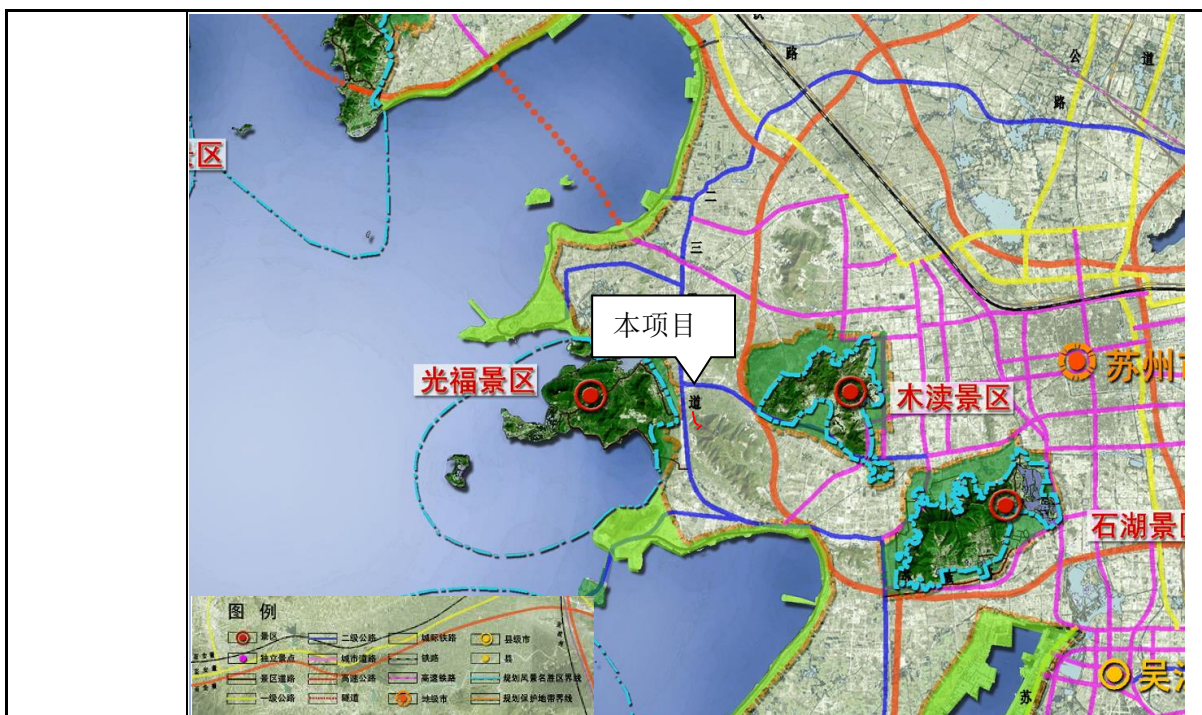 铁
路
公
路
道
景区
二
三
本项目
道
光福景区
木渎景区
苏州市
石湖景区
苏
吴江
图 例
景区
二级公路
城际铁路
县级市
独立景点
城市道路
铁路
县
景区道路
高速公路
高速铁路
规划风景名胜区界线
一级公路
隧道
地级市
规划保护地带界线